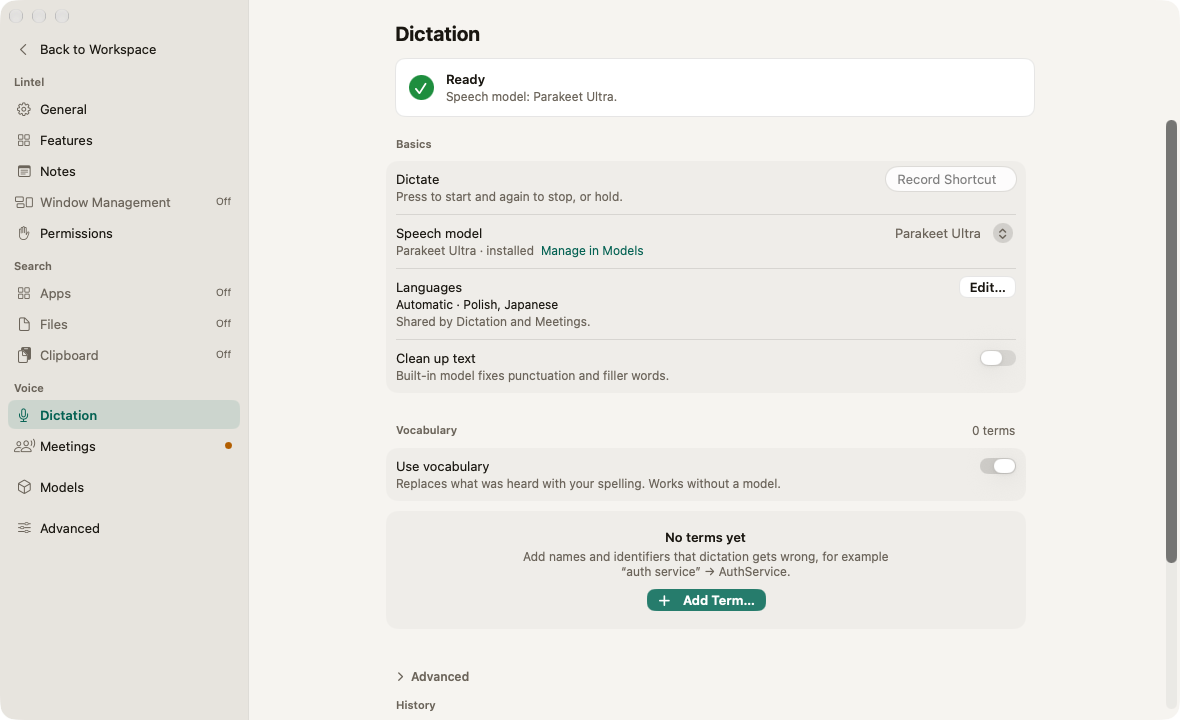 Back to Workspace
Lintel
General
Features
Notes
Window Management Off
Permissions
Search
Apps Off
Files Off
Clipboard Off
Voice
Dictation
Meetings
Models
Advanced
Dictation
Ready
Speech model: Parakeet Ultra.
Basics
Dictate
Record Shortcut
Press to start and again to stop, or hold.
Speech model
Parakeet Ultra
Parakeet Ultra · installed Manage in Models
Languages
Edit...
Automatic · Polish, Japanese
Shared by Dictation and Meetings.
Clean up text
Built-in model fixes punctuation and filler words.
Vocabulary 0 terms
Use vocabulary
Replaces what was heard with your spelling. Works without a model.
No terms yet
Add names and identifiers that dictation gets wrong, for example
“auth service” → AuthService.
+ Add Term...
Advanced
History